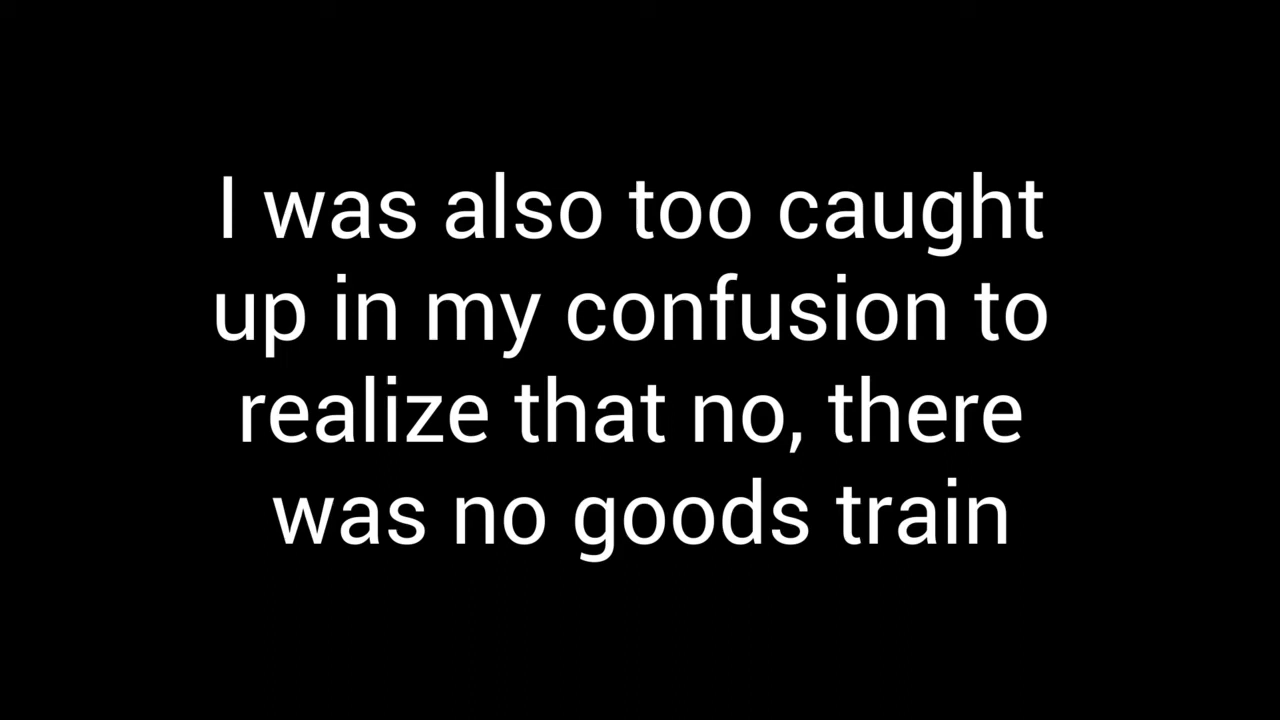 I was also too caught
up in my confusion to
realize that no, there
was no goods train